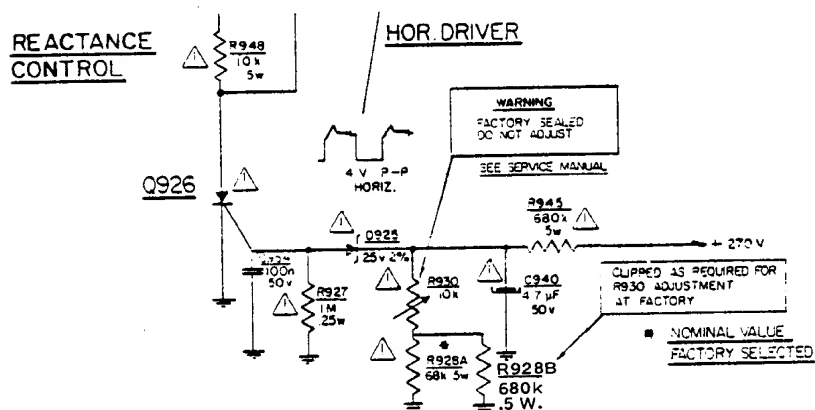 REACTANCE
CONTROL
R948
10k
5w
HOR. DRIVER
WARNING
FACTORY SEALED
DO NOT ADJUST
SEE SERVICE MANUAL
4 V P-P
HORIZ.
Q926
R945
680k
.5w
+ 270 V
D925
25v 2%
100n
50v
R927
1M
.25w
R930
10k
C940
4.7 µF
50v
CLIPPED AS REQUIRED FOR
R930 ADJUSTMENT
AT FACTORY
* NOMINAL VALUE
FACTORY SELECTED
*
R928A
68k .5w
R928B
680k
.5 W.